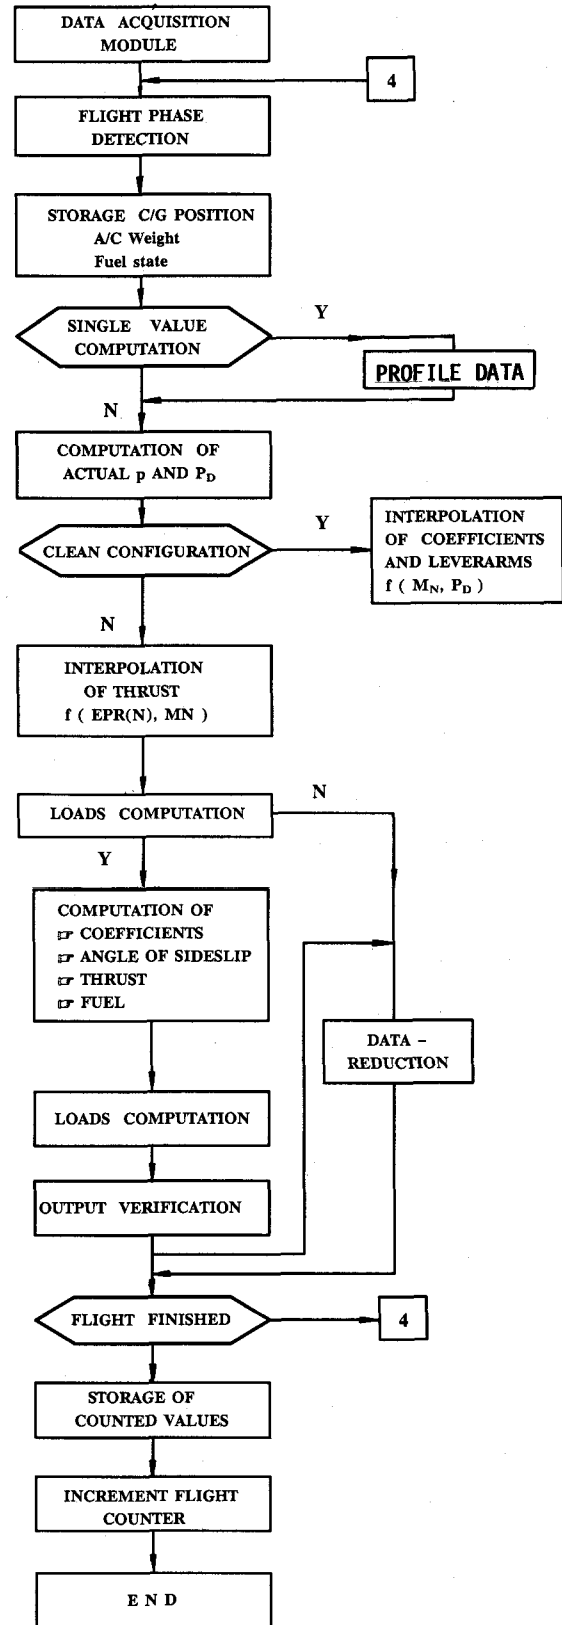 DATA ACQUISITION
MODULE
4
FLIGHT PHASE
DETECTION
STORAGE C/G POSITION
A/C Weight
Fuel state
SINGLE VALUE
COMPUTATION
Y
PROFILE DATA
N
COMPUTATION OF
ACTUAL p AND P_D
CLEAN CONFIGURATION
Y
INTERPOLATION
OF COEFFICIENTS
AND LEVERARMS
f ( M_N, P_D )
N
INTERPOLATION
OF THRUST
f ( EPR(N), MN )
LOADS COMPUTATION
N
Y
COMPUTATION OF
☞ COEFFICIENTS
☞ ANGLE OF SIDESLIP
☞ THRUST
☞ FUEL
DATA –
REDUCTION
LOADS COMPUTATION
OUTPUT VERIFICATION
FLIGHT FINISHED
4
STORAGE OF
COUNTED VALUES
INCREMENT FLIGHT
COUNTER
E N D